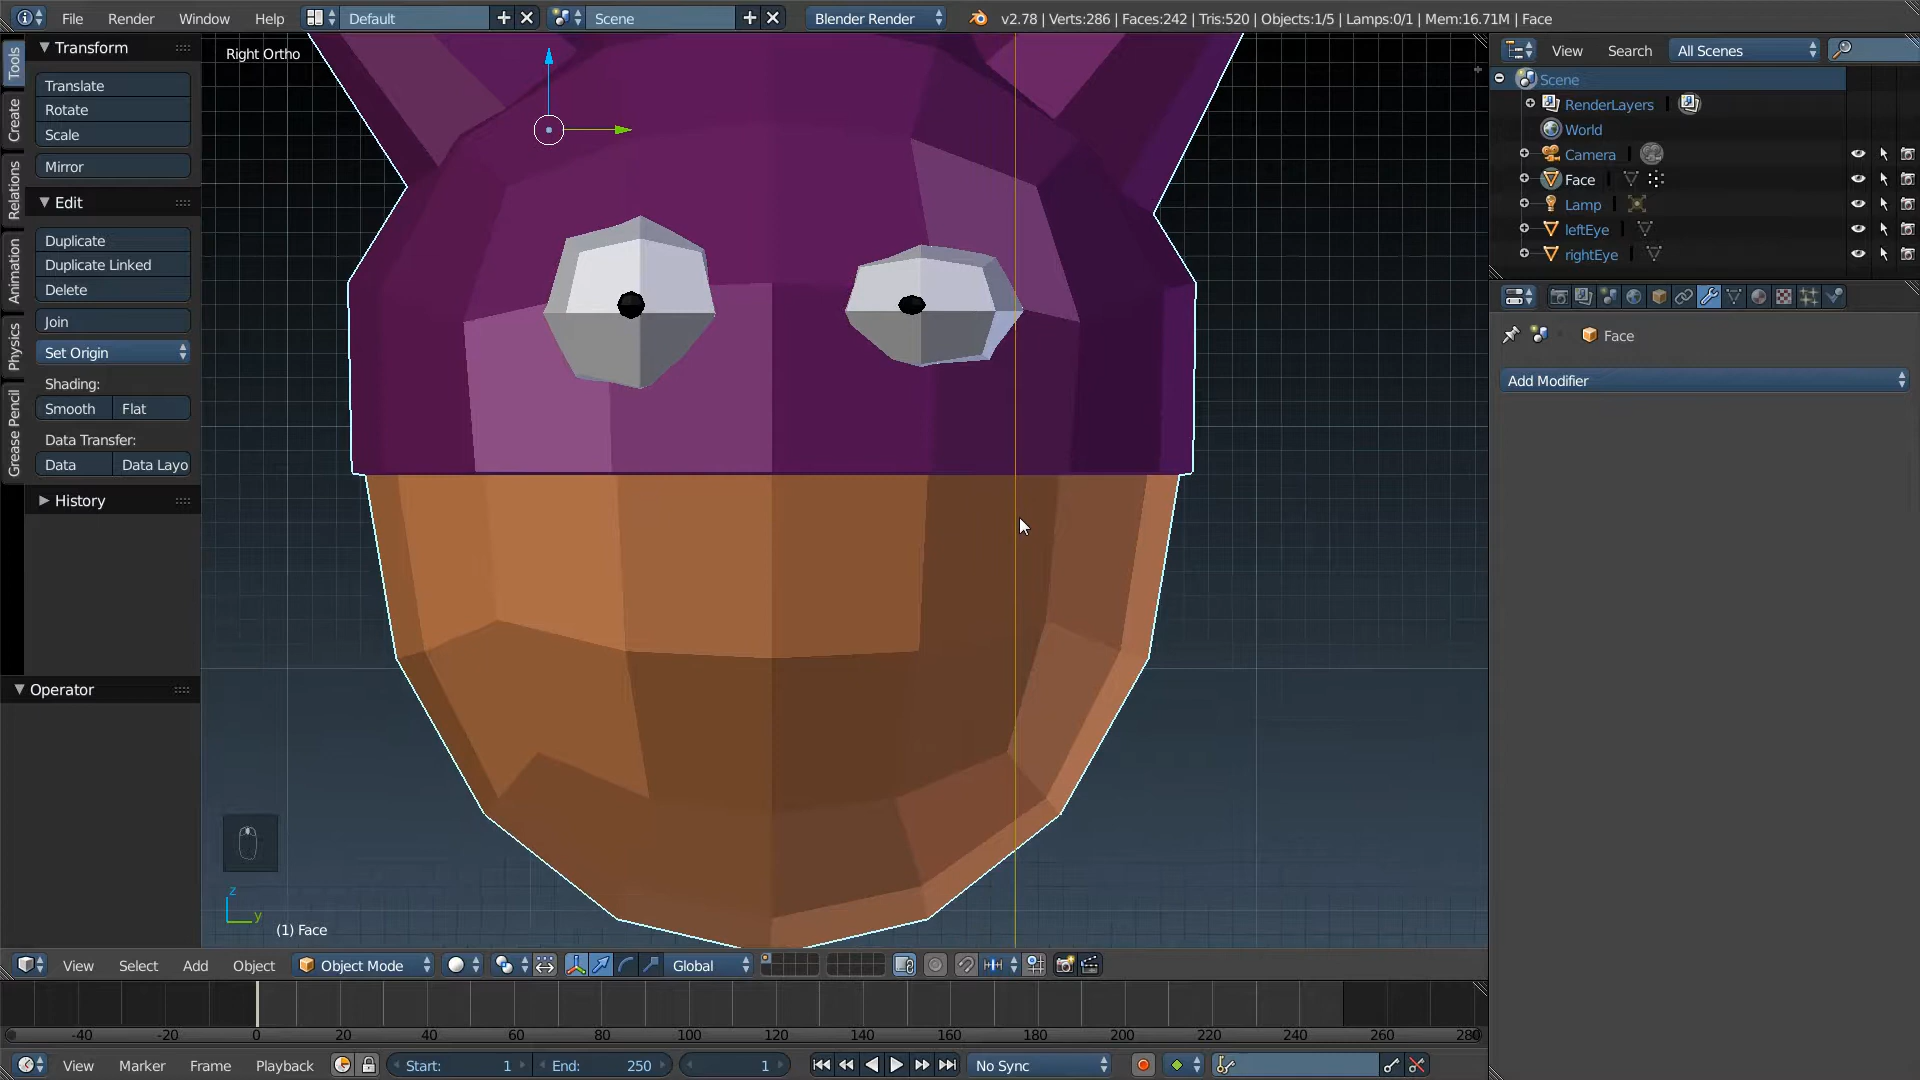 File Render Window Help Default Scene Blender Render v2.78 | Verts:286 | Faces:242 | Tris:520 | Objects:1/5 | Lamps:0/1 | Mem:16.71M | Face
Tools
Create
Relations
Animation
Physics
Grease Pencil
Transform
Translate
Rotate
Scale
Mirror
Edit
Duplicate
Duplicate Linked
Delete
Join
Set Origin
Shading:
Smooth Flat
Data Transfer:
Data Data Layo
History
Operator
Right Ortho
z
y
(1) Face
View Search All Scenes
Scene
RenderLayers
World
Camera
Face
Lamp
leftEye
rightEye
Face
Add Modifier
View Select Add Object Object Mode Global
-40 -20 0 20 40 60 80 100 120 140 160 180 200 220 240 260 280
View Marker Frame Playback Start: 1 End: 250 1 No Sync